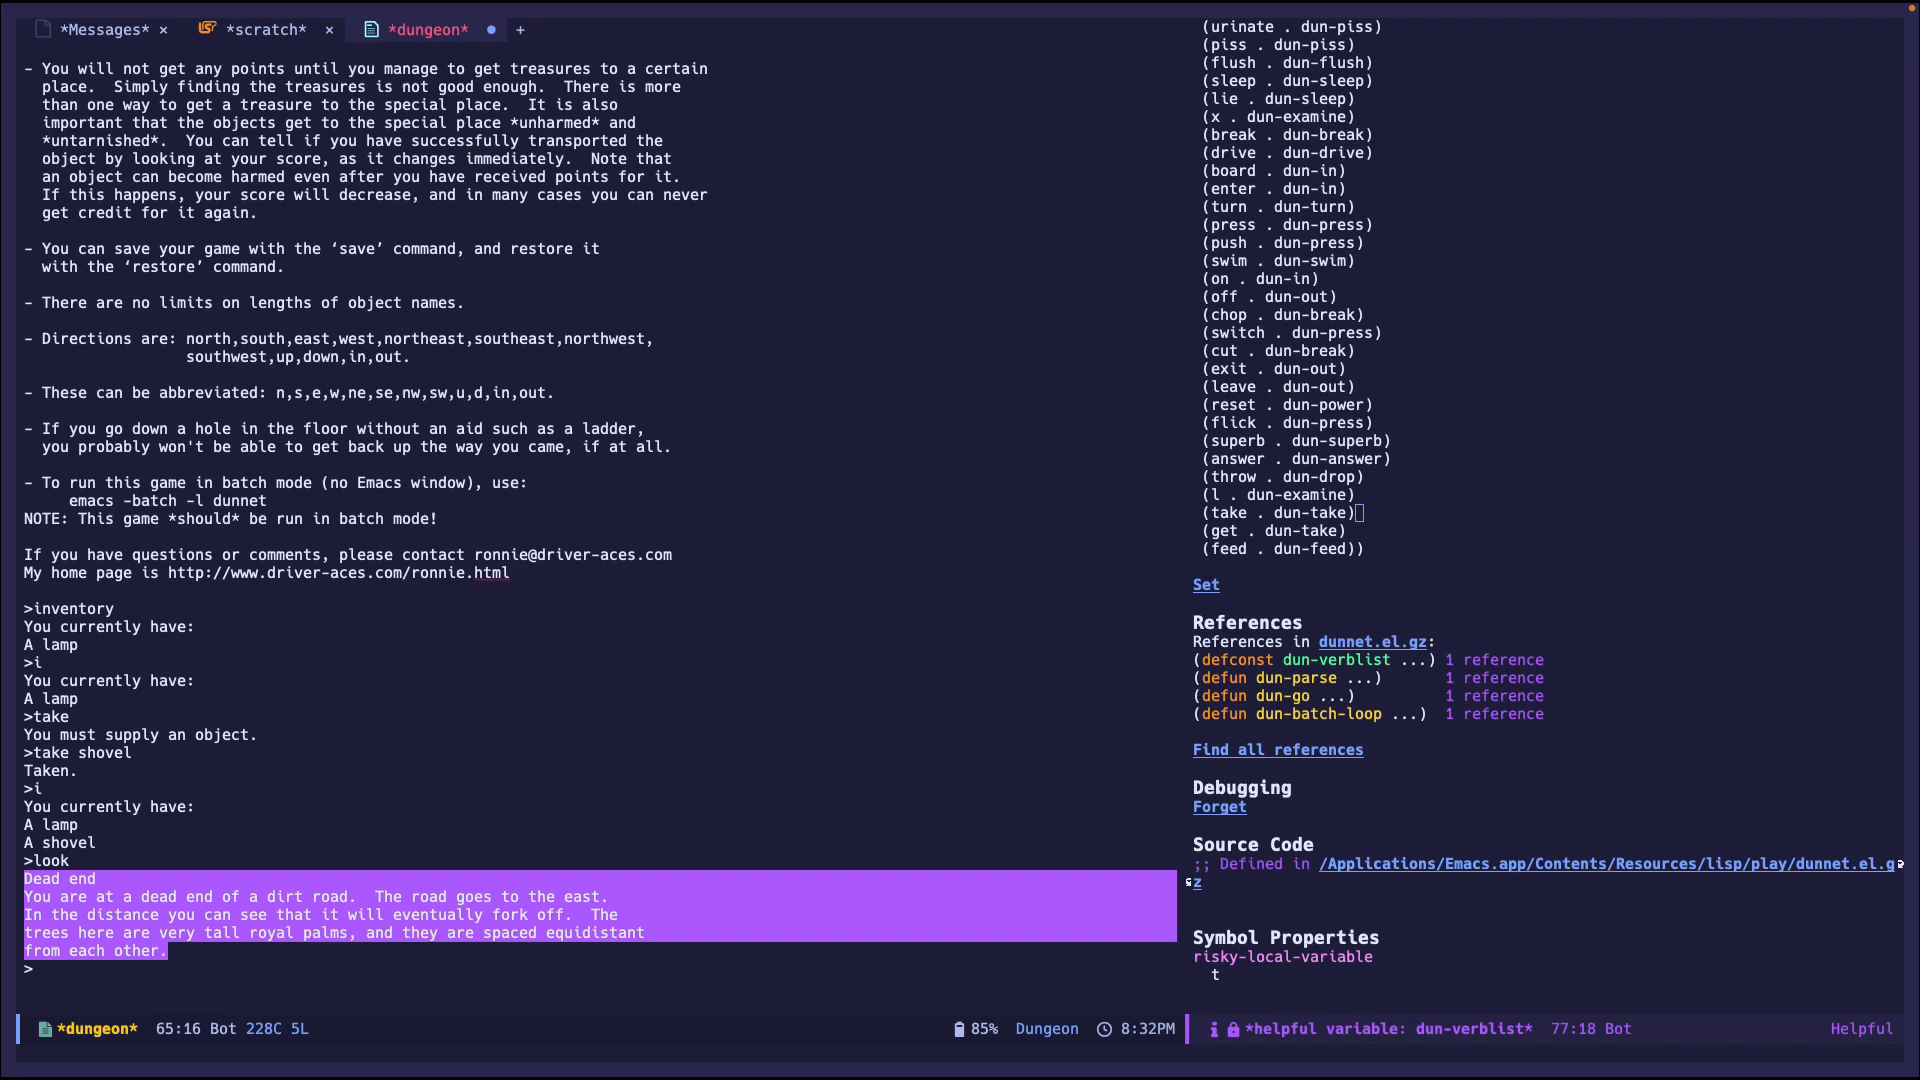 *Messages* × *scratch* × *dungeon* ● +
- You will not get any points until you manage to get treasures to a certain
place.  Simply finding the treasures is not good enough.  There is more
than one way to get a treasure to the special place.  It is also
important that the objects get to the special place *unharmed* and
*untarnished*.  You can tell if you have successfully transported the
object by looking at your score, as it changes immediately.  Note that
an object can become harmed even after you have received points for it.
If this happens, your score will decrease, and in many cases you can never
get credit for it again.
- You can save your game with the ‘save’ command, and restore it
with the ‘restore’ command.
- There are no limits on lengths of object names.
- Directions are: north,south,east,west,northeast,southeast,northwest,
southwest,up,down,in,out.
- These can be abbreviated: n,s,e,w,ne,se,nw,sw,u,d,in,out.
- If you go down a hole in the floor without an aid such as a ladder,
you probably won't be able to get back up the way you came, if at all.
- To run this game in batch mode (no Emacs window), use:
emacs -batch -l dunnet
NOTE: This game *should* be run in batch mode!
If you have questions or comments, please contact ronnie@driver-aces.com
My home page is http://www.driver-aces.com/ronnie.html
>inventory
You currently have:
A lamp
>i
You currently have:
A lamp
>take
You must supply an object.
>take shovel
Taken.
>i
You currently have:
A lamp
A shovel
>look
Dead end
You are at a dead end of a dirt road.  The road goes to the east.
In the distance you can see that it will eventually fork off.  The
trees here are very tall royal palms, and they are spaced equidistant
from each other.
>
*dungeon* 65:16 Bot 228C 5L 85% Dungeon 8:32PM
(urinate . dun-piss)
(piss . dun-piss)
(flush . dun-flush)
(sleep . dun-sleep)
(lie . dun-sleep)
(x . dun-examine)
(break . dun-break)
(drive . dun-drive)
(board . dun-in)
(enter . dun-in)
(turn . dun-turn)
(press . dun-press)
(push . dun-press)
(swim . dun-swim)
(on . dun-in)
(off . dun-out)
(chop . dun-break)
(switch . dun-press)
(cut . dun-break)
(exit . dun-out)
(leave . dun-out)
(reset . dun-power)
(flick . dun-press)
(superb . dun-superb)
(answer . dun-answer)
(throw . dun-drop)
(l . dun-examine)
(take . dun-take)
(get . dun-take)
(feed . dun-feed))
Set
References
References in dunnet.el.gz:
(defconst dun-verblist ...) 1 reference
(defun dun-parse ...) 1 reference
(defun dun-go ...) 1 reference
(defun dun-batch-loop ...) 1 reference
Find all references
Debugging
Forget
Source Code
;; Defined in /Applications/Emacs.app/Contents/Resources/lisp/play/dunnet.el.g
z
Symbol Properties
risky-local-variable
t
*helpful variable: dun-verblist* 77:18 Bot Helpful